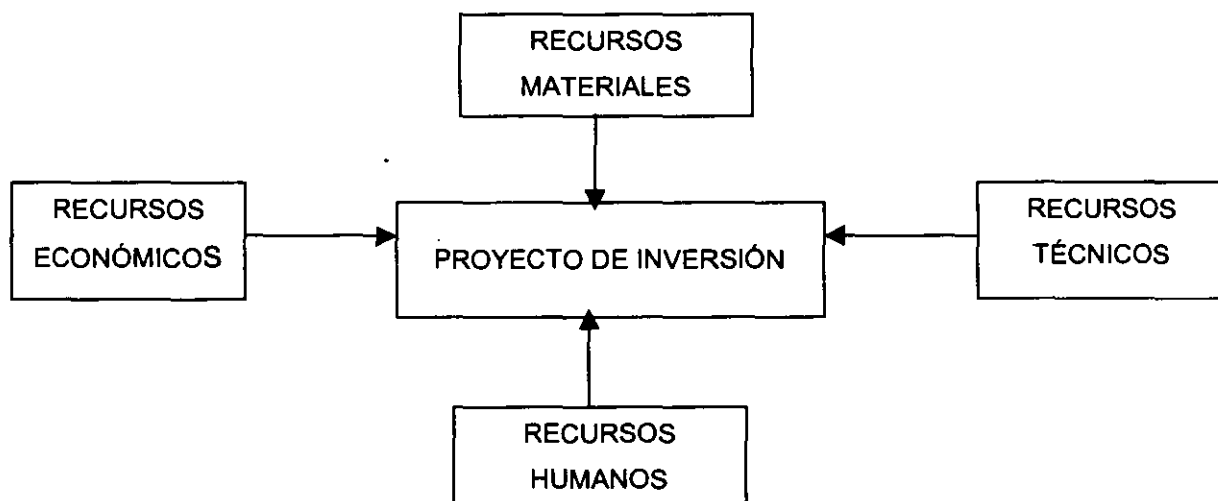 RECURSOS
MATERIALES
RECURSOS
ECONÓMICOS
PROYECTO DE INVERSIÓN
RECURSOS
TÉCNICOS
RECURSOS
HUMANOS